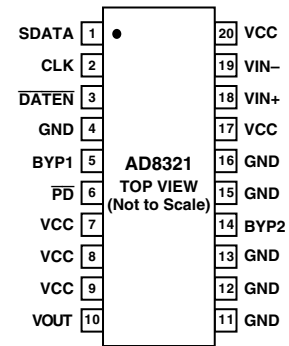 SDATA 1 20 VCC
CLK 2 19 VIN–
DATEN 3 18 VIN+
GND 4 17 VCC
BYP1 5 AD8321 16 GND
PD 6 TOP VIEW 15 GND
(Not to Scale)
VCC 7 14 BYP2
VCC 8 13 GND
VCC 9 12 GND
VOUT 10 11 GND